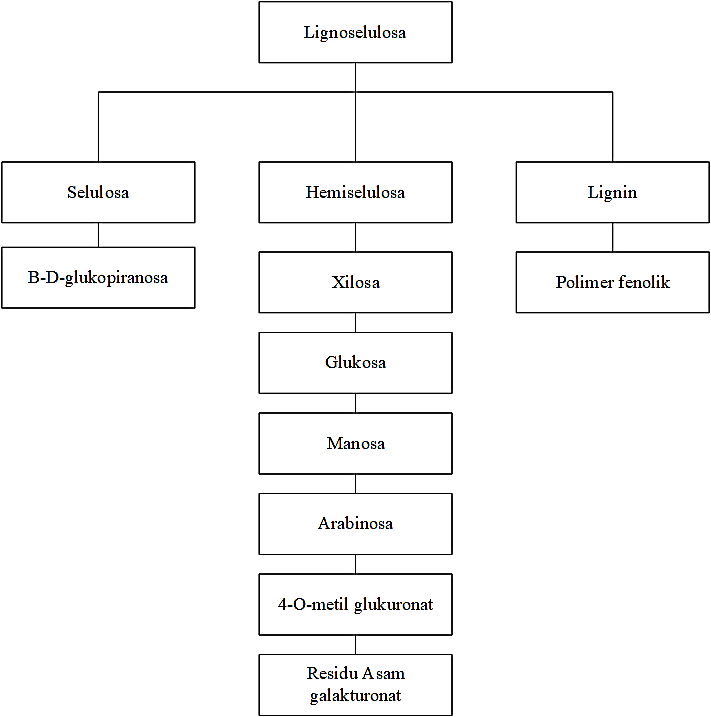 Lignoselulosa
Selulosa
Hemiselulosa
Lignin
B-D-glukopiranosa
Xilosa
Polimer fenolik
Glukosa
Manosa
Arabinosa
4-O-metil glukuronat
Residu Asam
galakturonat